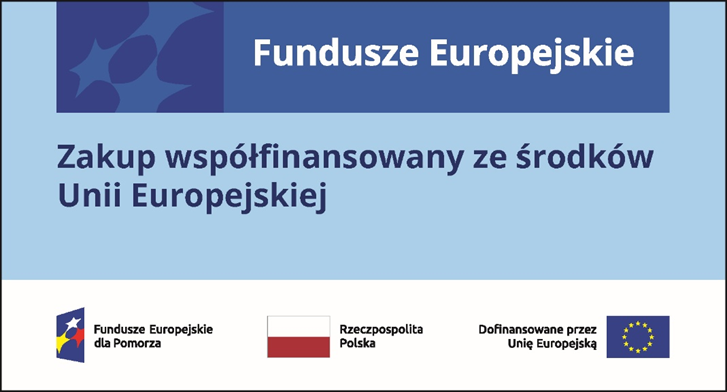 Fundusze Europejskie
Zakup współfinansowany ze środków
Unii Europejskiej
Fundusze Europejskie
dla Pomorza
Rzeczpospolita
Polska
Dofinansowane przez
Unię Europejską